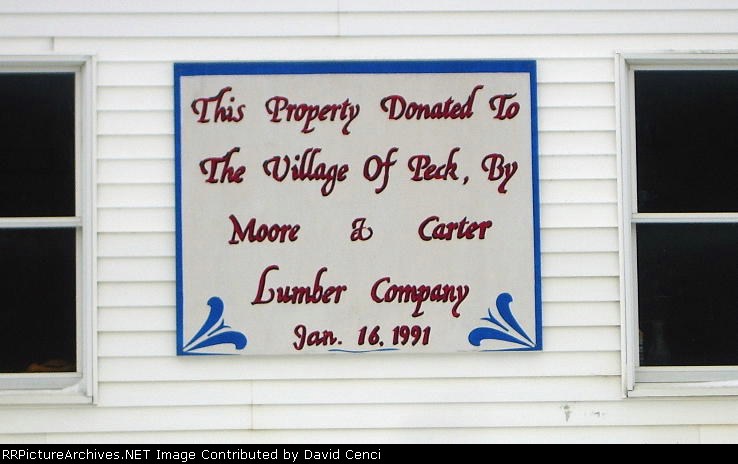 This Property Donated To
The Village Of Peck, By
Moore & Carter
Lumber Company
Jan. 16, 1991
RRPictureArchives.NET Image Contributed by David Cenci